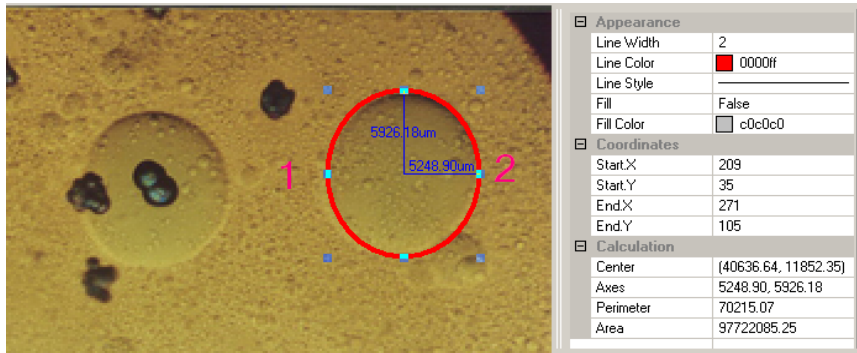 5926.18um
5248.90um
1
2
Appearance
Line Width 2
Line Color 0000ff
Line Style
Fill False
Fill Color c0c0c0
Coordinates
Start.X 209
Start.Y 35
End.X 271
End.Y 105
Calculation
Center (40636.64, 11852.35)
Axes 5248.90, 5926.18
Perimeter 70215.07
Area 97722085.25